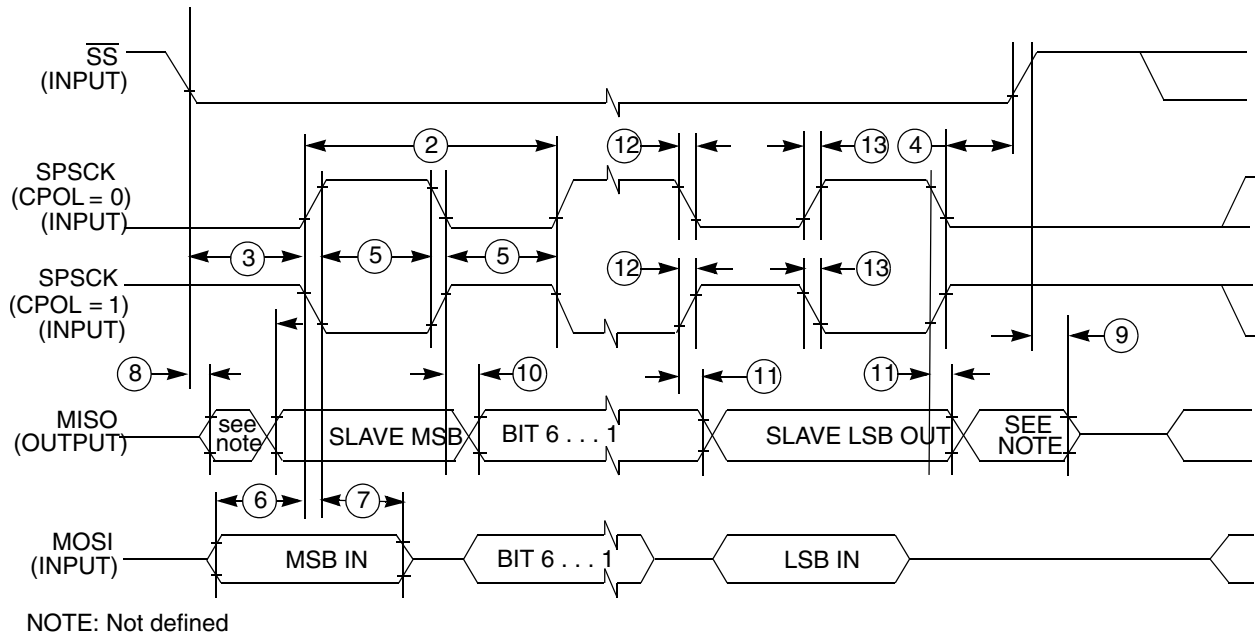 SS
(INPUT)
2
12
13
4
SPSCK
(CPOL = 0)
(INPUT)
3
5
5
12
13
SPSCK
(CPOL = 1)
(INPUT)
8
10
11
11
9
MISO
(OUTPUT)
see
note
SLAVE MSB
BIT 6 . . . 1
SLAVE LSB OUT
SEE
NOTE
6
7
MOSI
(INPUT)
MSB IN
BIT 6 . . . 1
LSB IN
NOTE: Not defined